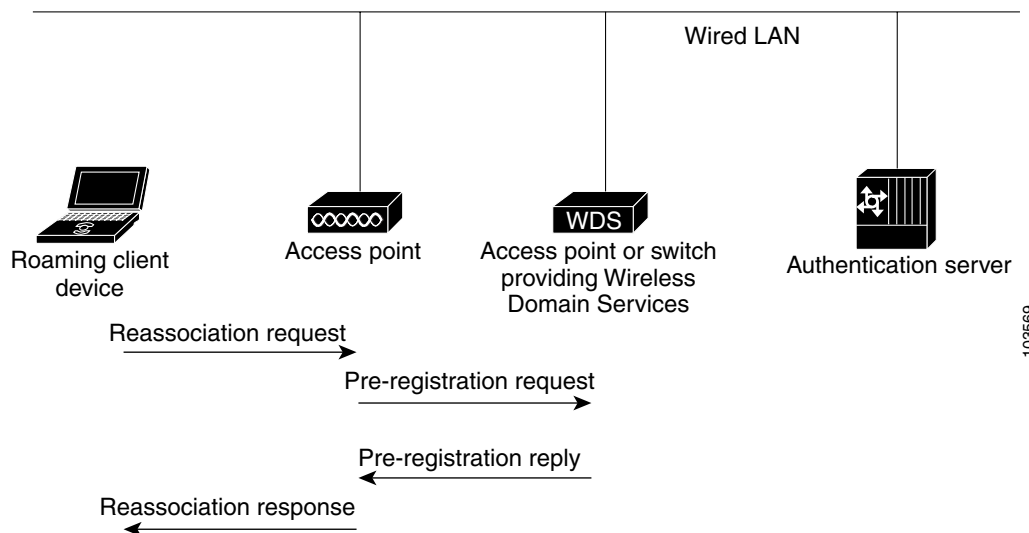 Wired LAN
WDS
Roaming client
device
Access point
Access point or switch
providing Wireless
Domain Services
Authentication server
103569
Reassociation request
Pre-registration request
Pre-registration reply
Reassociation response